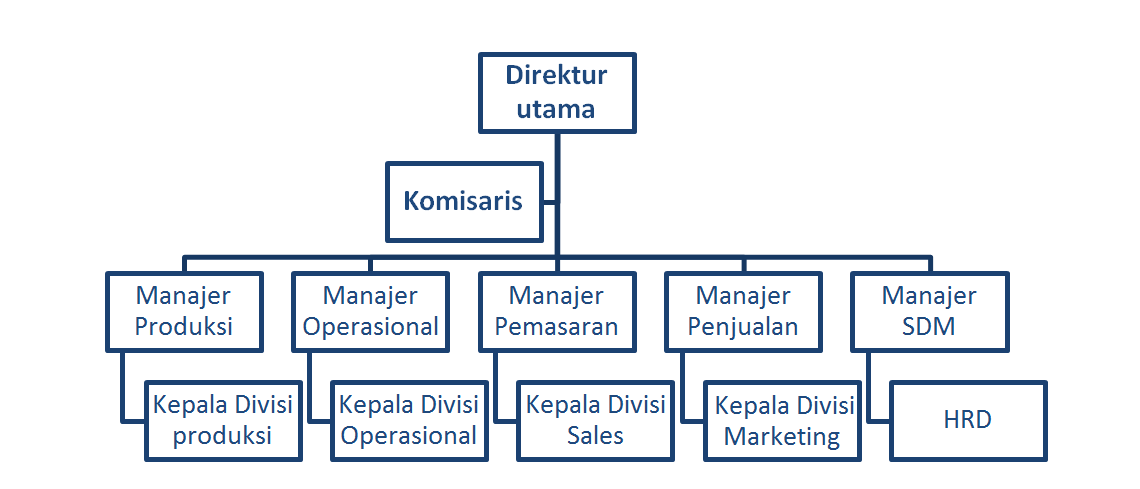 Direktur
utama
Komisaris
Manajer
Produksi
Manajer
Operasional
Manajer
Pemasaran
Manajer
Penjualan
Manajer
SDM
Kepala Divisi
produksi
Kepala Divisi
Operasional
Kepala Divisi
Sales
Kepala Divisi
Marketing
HRD